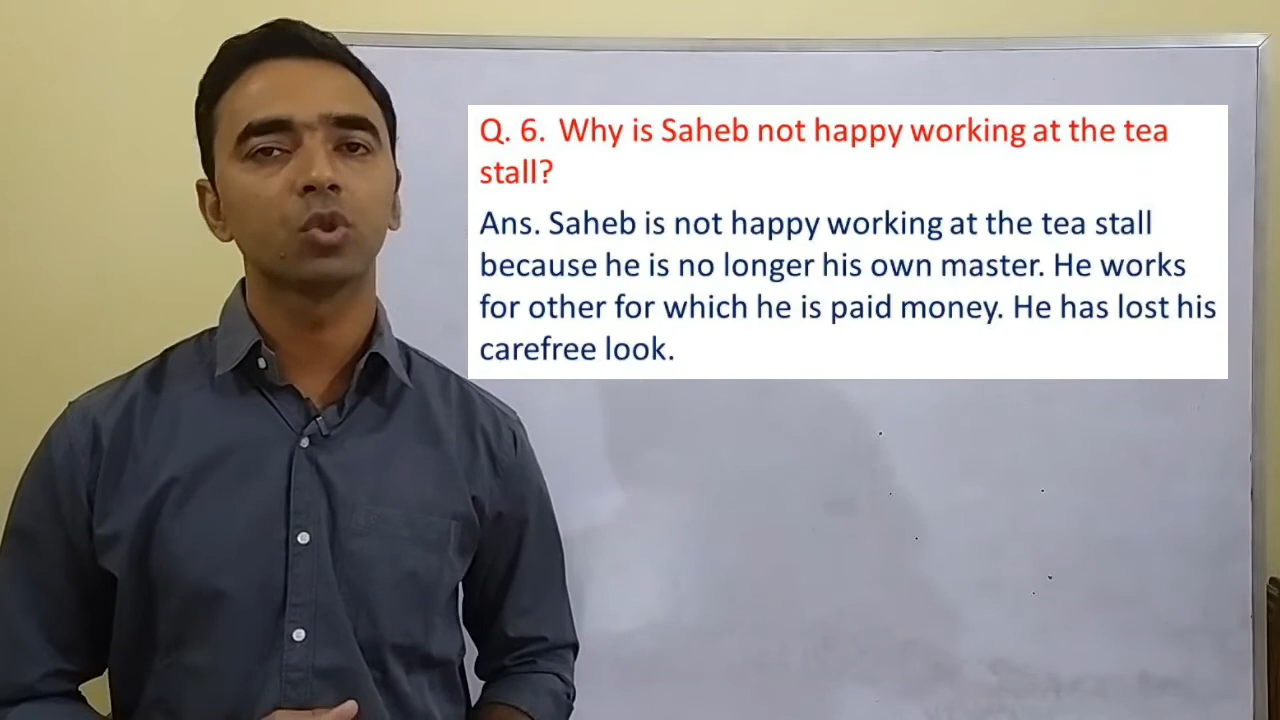 Q. 6. Why is Saheb not happy working at the tea
stall?
Ans. Saheb is not happy working at the tea stall
because he is no longer his own master. He works
for other for which he is paid money. He has lost his
carefree look.